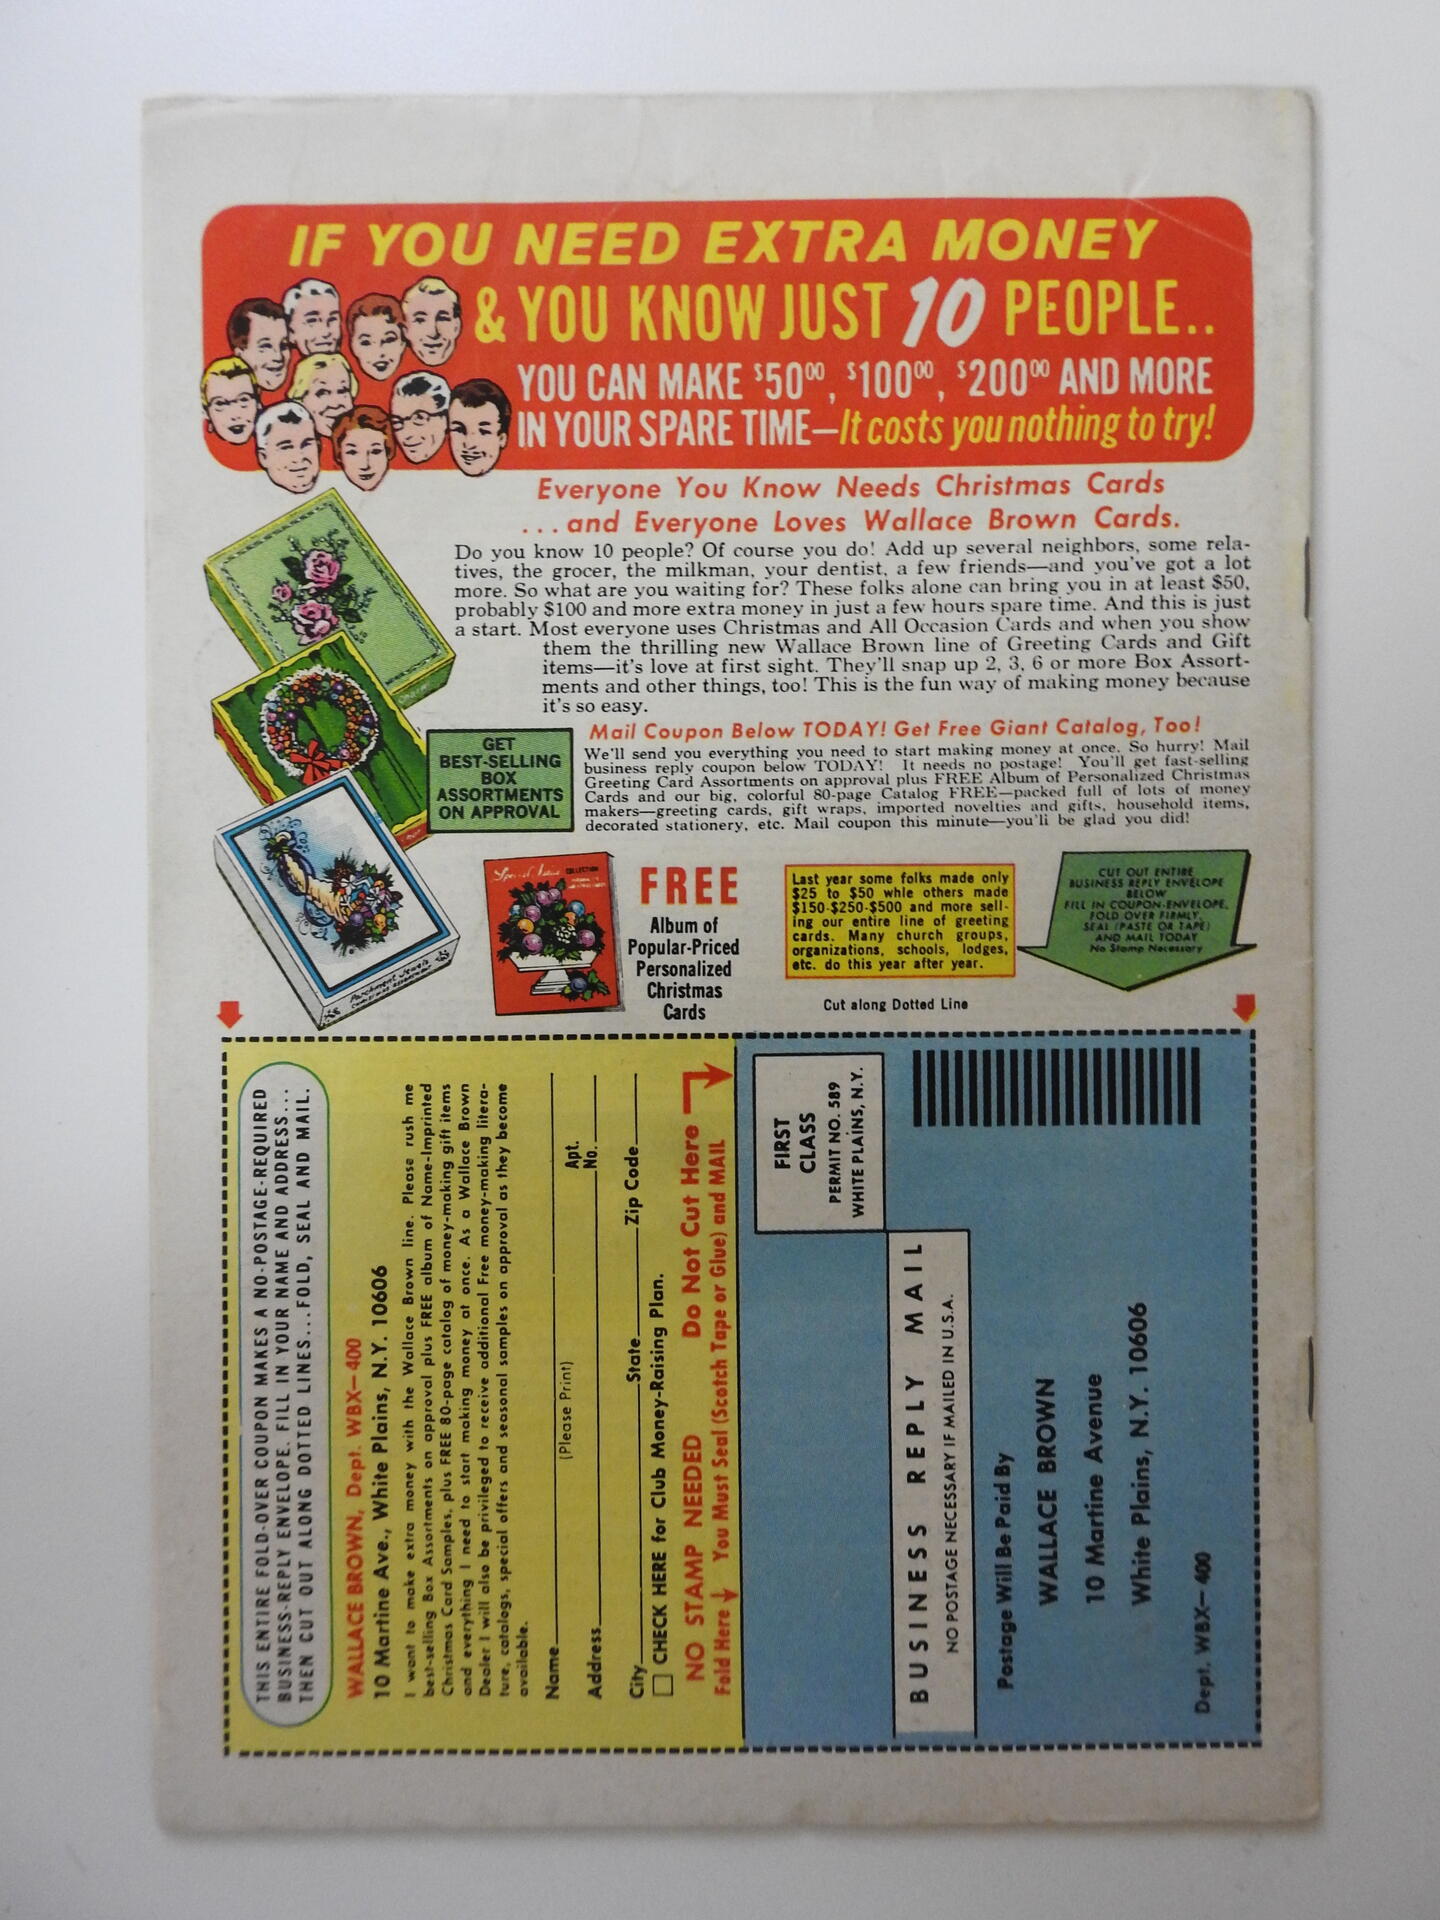 IF YOU NEED EXTRA MONEY
& YOU KNOW JUST 10 PEOPLE..
YOU CAN MAKE $50⁰⁰, $100⁰⁰, $200⁰⁰ AND MORE
IN YOUR SPARE TIME—It costs you nothing to try!
Everyone You Know Needs Christmas Cards
...and Everyone Loves Wallace Brown Cards.
Do you know 10 people? Of course you do! Add up several neighbors, some rela-
tives, the grocer, the milkman, your dentist, a few friends—and you've got a lot
more. So what are you waiting for? These folks alone can bring you in at least $50,
probably $100 and more extra money in just a few hours spare time. And this is just
a start. Most everyone uses Christmas and All Occasion Cards and when you show
them the thrilling new Wallace Brown line of Greeting Cards and Gift
items—it's love at first sight. They'll snap up 2, 3, 6 or more Box Assort-
ments and other things, too! This is the fun way of making money because
it's so easy.
GET
BEST-SELLING
BOX
ASSORTMENTS
ON APPROVAL
Mail Coupon Below TODAY! Get Free Giant Catalog, Too!
We'll send you everything you need to start making money at once. So hurry! Mail
business reply coupon below TODAY! It needs no postage! You'll get fast-selling
Greeting Card Assortments on approval plus FREE Album of Personalized Christmas
Cards and our big, colorful 80-page Catalog FREE—packed full of lots of money
makers—greeting cards, gift wraps, imported novelties and gifts, household items,
decorated stationery, etc. Mail coupon this minute—you'll be glad you did!
Parchment Jewels
CHRISTMAS ASSORTMENT
COLLECTION
FREE
Album of
Popular-Priced
Personalized
Christmas
Cards
Last year some folks made only
$25 to $50 whle others made
$150-$250-$500 and more sell-
ing our entire line of greeting
cards. Many church groups,
organizations, schools, lodges,
etc. do this year after year.
CUT OUT ENTIRE
BUSINESS REPLY ENVELOPE
BELOW
FILL IN COUPON-ENVELOPE,
FOLD OVER FIRMLY,
SEAL (PASTE OR TAPE)
AND MAIL TODAY
No Stamp Necessary
Cut along Dotted Line
THIS ENTIRE FOLD-OVER COUPON MAKES A NO-POSTAGE-REQUIRED
BUSINESS-REPLY ENVELOPE. FILL IN YOUR NAME AND ADDRESS...
THEN CUT OUT ALONG DOTTED LINES...FOLD, SEAL AND MAIL.
WALLACE BROWN, Dept. WBX—400
10 Martine Ave., White Plains, N.Y. 10606
I want to make extra money with the Wallace Brown line. Please rush me
best-selling Box Assortments on approval plus FREE album of Name-Imprinted
Christmas Card Samples, plus FREE 80-page catalog of money-making gift items
and everything I need to start making money at once. As a Wallace Brown
Dealer I will also be privileged to receive additional Free money-making litera-
ture, catalogs, special offers and seasonal samples on approval as they become
available.
Name
(Please Print)
Apt.
Address No.
City State Zip Code
CHECK HERE for Club Money-Raising Plan.
NO STAMP NEEDED Do Not Cut Here
Fold Here You Must Seal (Scotch Tape or Glue) and MAIL
FIRST
CLASS
PERMIT NO. 589
WHITE PLAINS, N.Y.
BUSINESS REPLY MAIL
NO POSTAGE NECESSARY IF MAILED IN U.S.A.
Postage Will Be Paid By
WALLACE BROWN
10 Martine Avenue
White Plains, N.Y. 10606
Dept. WBX—400